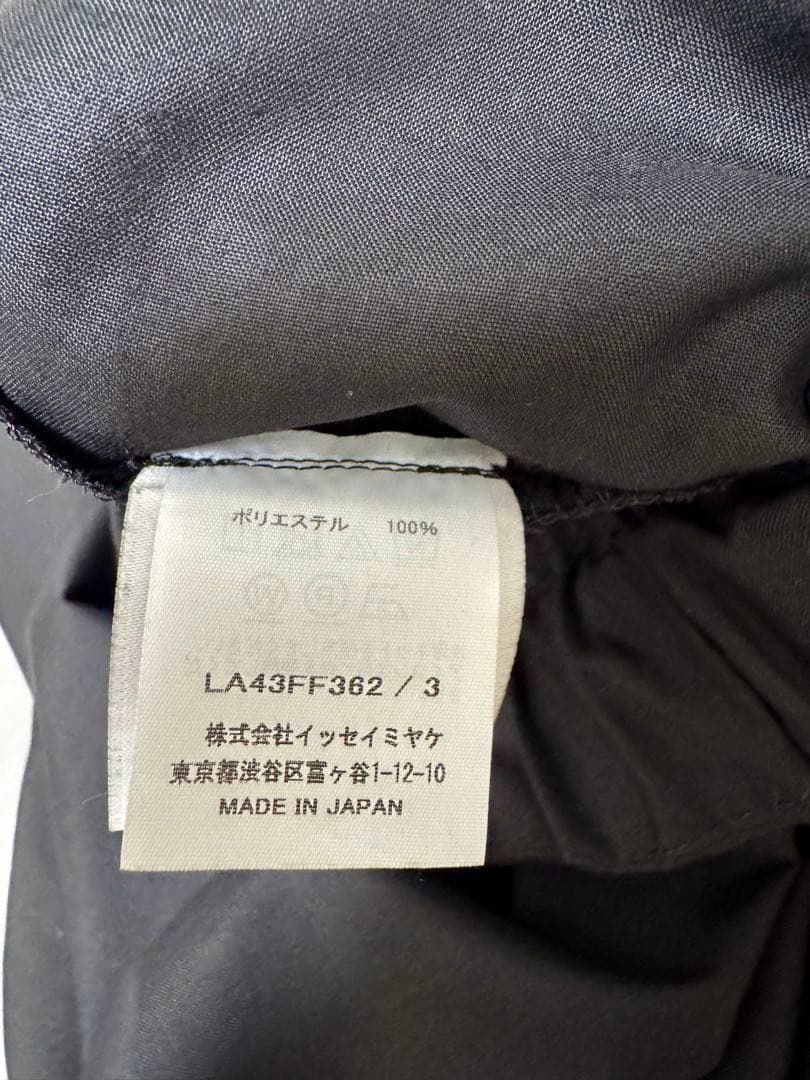 ポリエステル 100%
LA43FF362 / 3
株式会社イッセイミヤケ
東京都渋谷区富ヶ谷1-12-10
MADE IN JAPAN